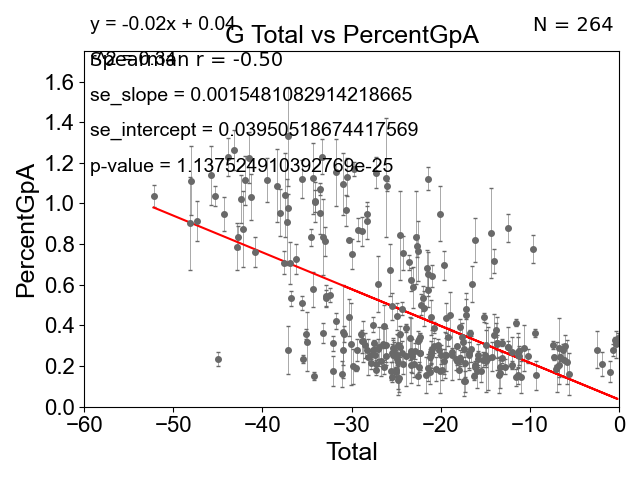 y = -0.02x + 0.04
N = 264
G Total vs PercentGpA
Spearman r = -0.50
se_slope = 0.0015481082914218665
se_intercept = 0.03950518674417569
p-value = 1.137524910392769e-25
PercentGpA
1.6
1.4
1.2
1.0
0.8
0.6
0.4
0.2
0.0
−60
−50
−40
−30
−20
−10
0
Total